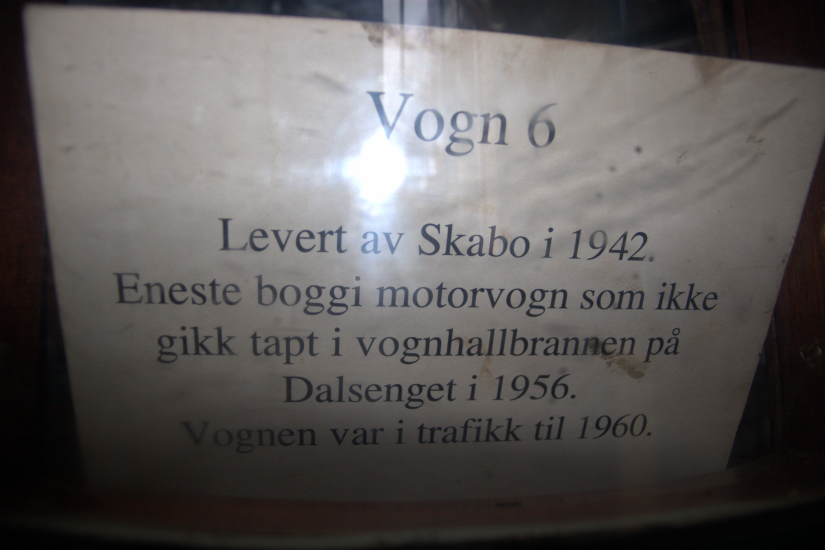 Vogn 6
Levert av Skabo i 1942.
Eneste boggi motorvogn som ikke
gikk tapt i vognhallbrannen på
Dalsenget i 1956.
Vognen var i trafikk til 1960.